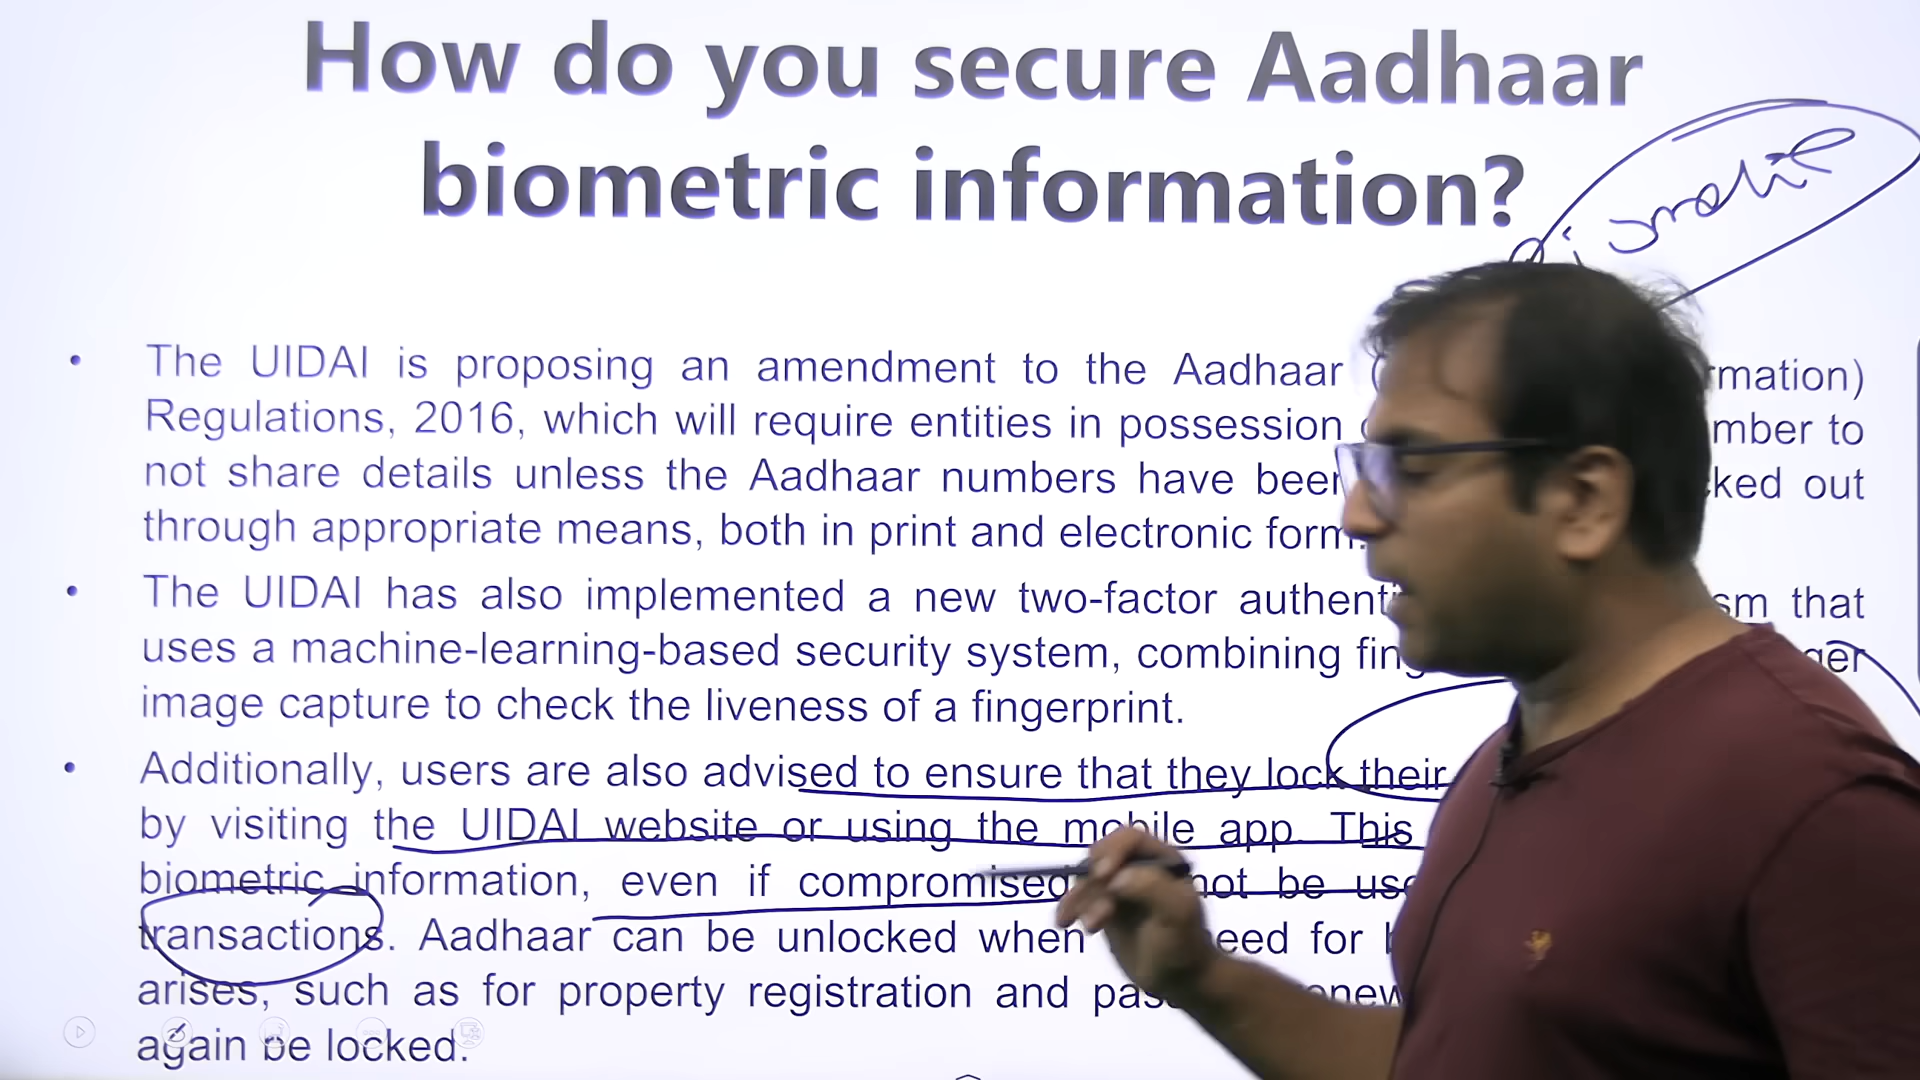 How do you secure Aadhaar
biometric information?
• The UIDAI is proposing an amendment to the Aadhaar ( rmation)
Regulations, 2016, which will require entities in possession mber to
not share details unless the Aadhaar numbers have been ked out
through appropriate means, both in print and electronic form.
• The UIDAI has also implemented a new two-factor authenti sm that
uses a machine-learning-based security system, combining fing ger
image capture to check the liveness of a fingerprint.
• Additionally, users are also advised to ensure that they lock their
by visiting the UIDAI website or using the mobile app. This
biometric information, even if compromised not be use
transactions. Aadhaar can be unlocked when eed for
arises, such as for property registration and pas enew
again be locked.